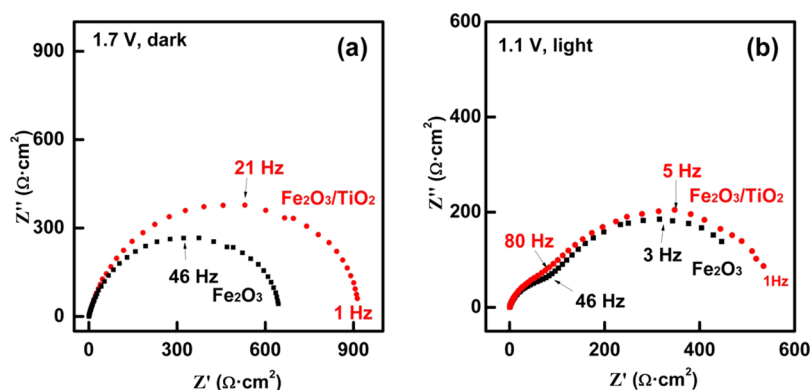 1.7 V, dark
(a)
900
600
300
0
Z'' (Ω·cm²)
21 Hz
Fe₂O₃/TiO₂
46 Hz
Fe₂O₃
1 Hz
0 300 600 900
Z' (Ω·cm²)
1.1 V, light
(b)
600
400
200
0
Z'' (Ω·cm²)
5 Hz
Fe₂O₃/TiO₂
80 Hz
3 Hz
Fe₂O₃
46 Hz
1Hz
0 200 400 600
Z' (Ω·cm²)